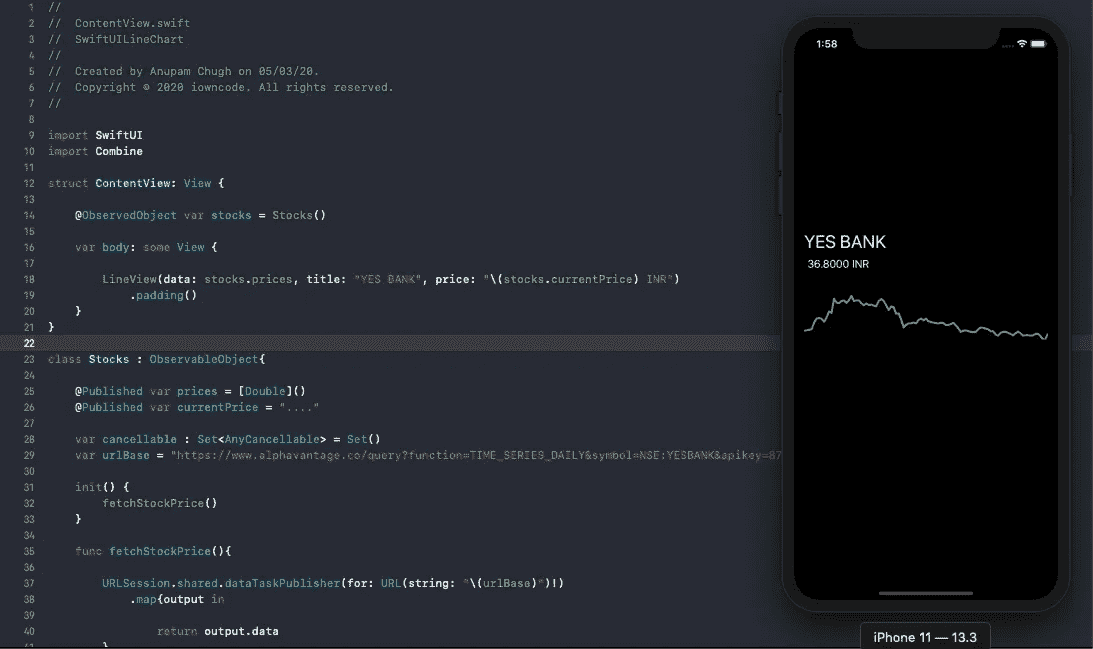 1 //
2 // ContentView.swift
3 // SwiftUILineChart
4 //
5 // Created by Anupam Chugh on 05/03/20.
6 // Copyright © 2020 iowncode. All rights reserved.
7 //
8
9 import SwiftUI
10 import Combine
11
12 struct ContentView: View {
13
14 @ObservedObject var stocks = Stocks()
15
16 var body: some View {
17
18 LineView(data: stocks.prices, title: "YES BANK", price: "\(stocks.currentPrice) INR")
19 .padding()
20 }
21 }
22
23 class Stocks : ObservableObject{
24
25 @Published var prices = [Double]()
26 @Published var currentPrice = "...."
27
28 var cancellable : Set<AnyCancellable> = Set()
29 var urlBase = "https://www.alphavantage.co/query?function=TIME_SERIES_DAILY&symbol=NSE:YESBANK&apikey=87
30
31 init() {
32 fetchStockPrice()
33 }
34
35 func fetchStockPrice(){
36
37 URLSession.shared.dataTaskPublisher(for: URL(string: "\(urlBase)")!)
38 .map{output in
39
40 return output.data
41 }
1:58
YES BANK
36.8000 INR
iPhone 11 — 13.3